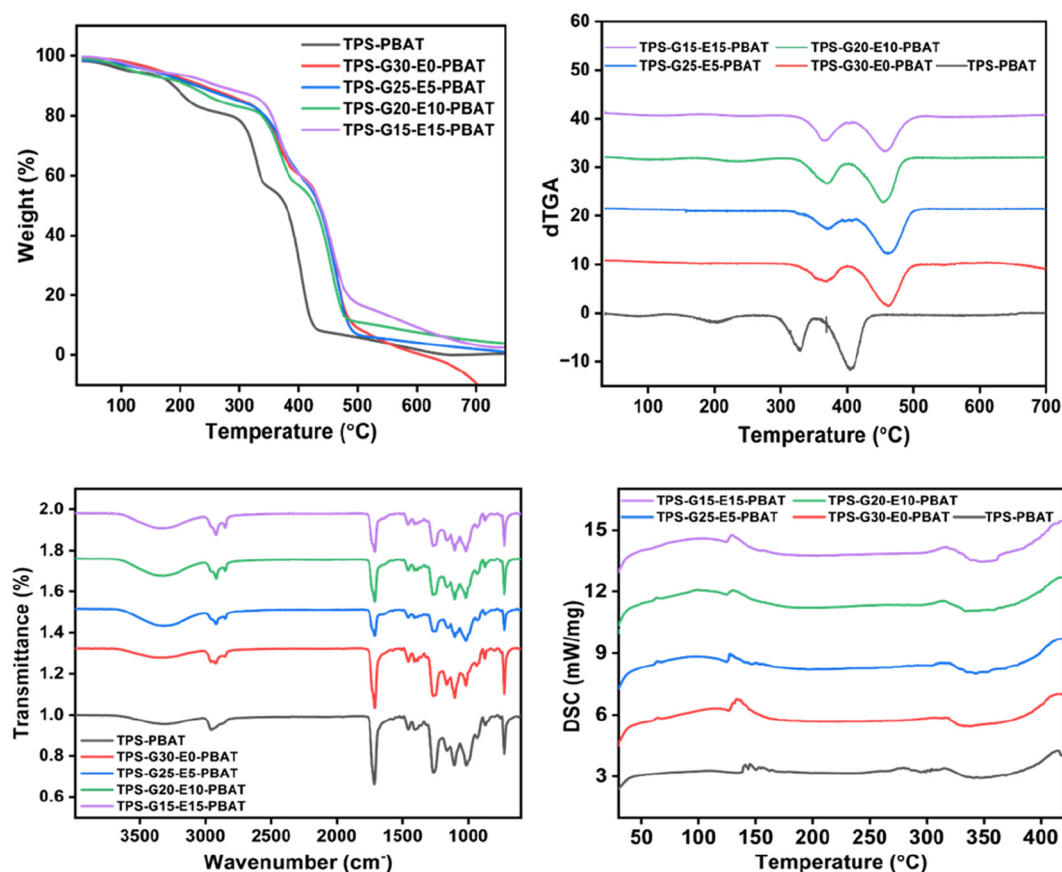 TPS-PBAT
TPS-G30-E0-PBAT
TPS-G25-E5-PBAT
TPS-G20-E10-PBAT
TPS-G15-E15-PBAT
100
80
60
40
20
0
Weight (%)
100 200 300 400 500 600 700
Temperature (°C)
TPS-G15-E15-PBAT TPS-G20-E10-PBAT
TPS-G25-E5-PBAT TPS-G30-E0-PBAT TPS-PBAT
60
50
40
30
20
10
0
−10
dTGA
100 200 300 400 500 600 700
Temperature (°C)
2.0
1.8
1.6
1.4
1.2
1.0
0.8
0.6
Transmittance (%)
TPS-PBAT
TPS-G30-E0-PBAT
TPS-G25-E5-PBAT
TPS-G20-E10-PBAT
TPS-G15-E15-PBAT
3500 3000 2500 2000 1500 1000
Wavenumber (cm⁻)
TPS-G15-E15-PBAT TPS-G20-E10-PBAT
TPS-G25-E5-PBAT TPS-G30-E0-PBAT TPS-PBAT
15
12
9
6
3
DSC (mW/mg)
50 100 150 200 250 300 350 400
Temperature (°C)